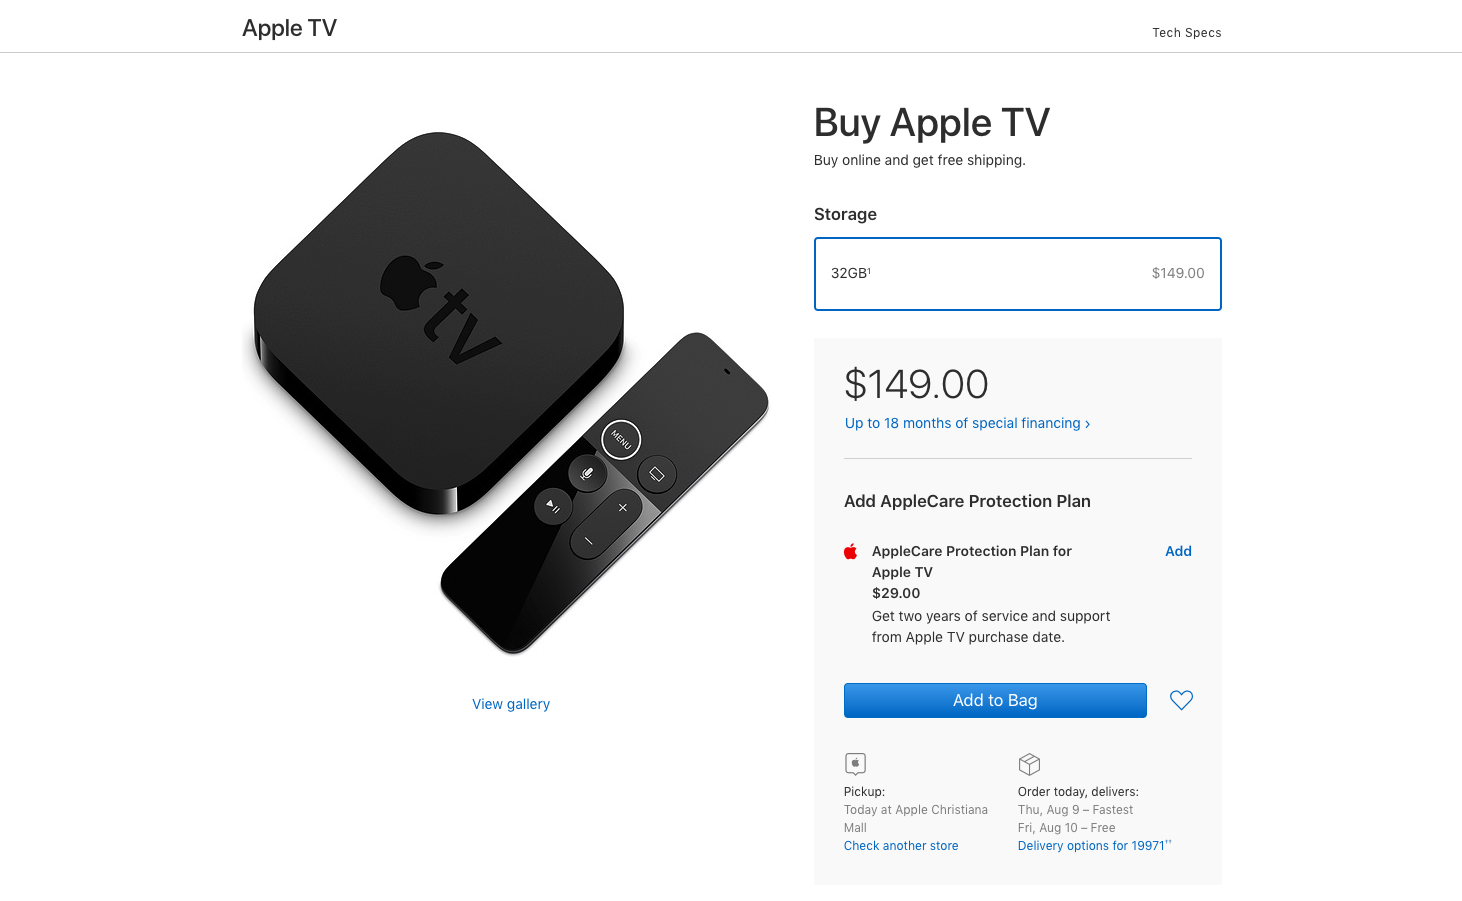 Apple TV
Tech Specs
Buy Apple TV
Buy online and get free shipping.
Storage
32GB¹
$149.00
tv
MENU
$149.00
Up to 18 months of special financing ›
Add AppleCare Protection Plan
AppleCare Protection Plan for
Apple TV
Add
$29.00
Get two years of service and support
from Apple TV purchase date.
View gallery
Add to Bag
Pickup:
Today at Apple Christiana
Mall
Check another store
Order today, delivers:
Thu, Aug 9 – Fastest
Fri, Aug 10 – Free
Delivery options for 19971††